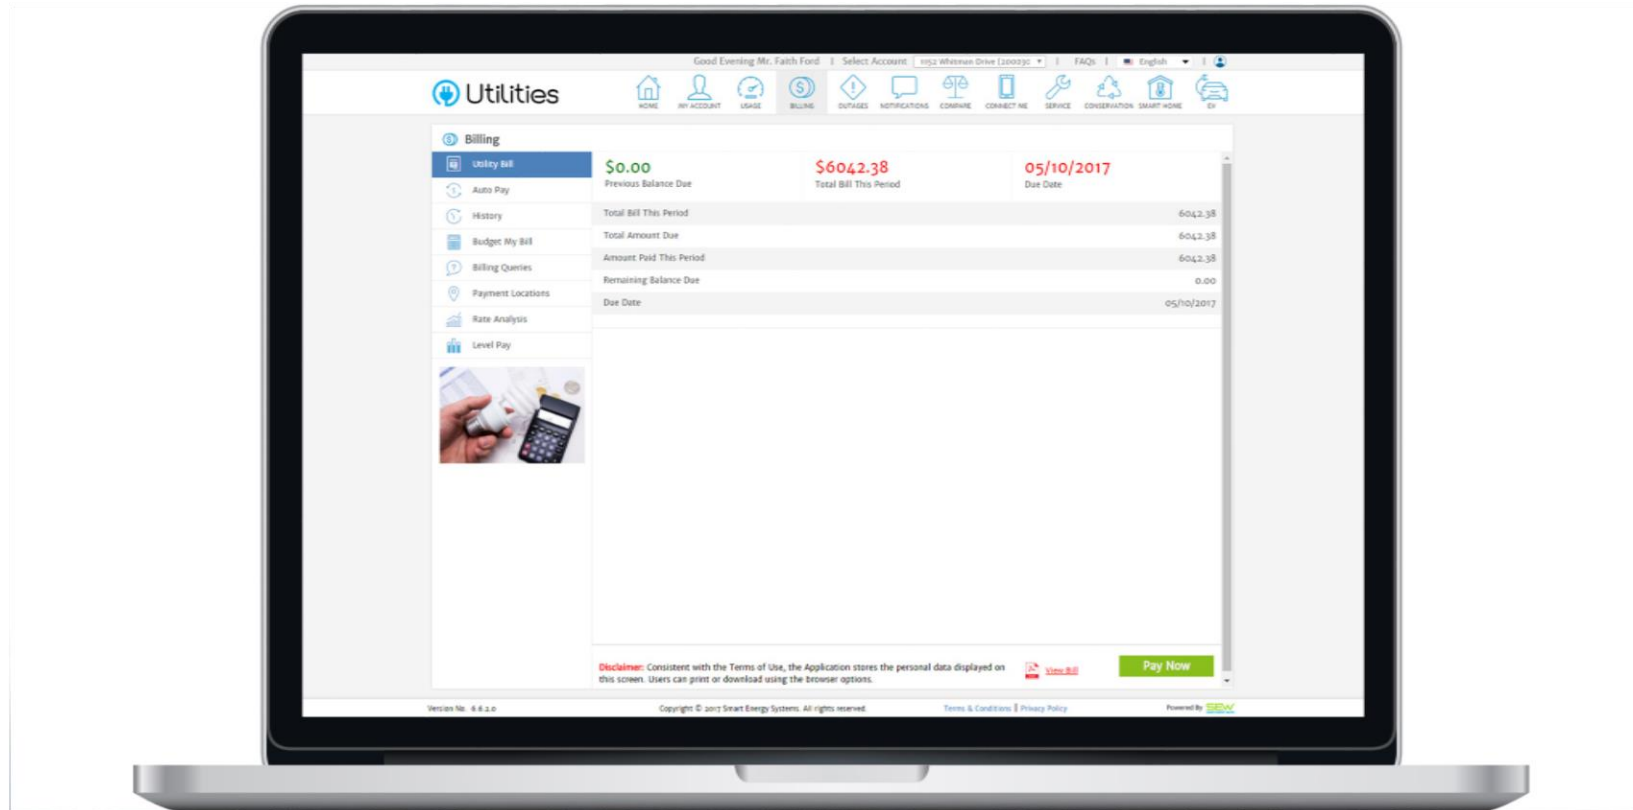 Good Evening Mr. Faith Ford | Select Account 1152 Whitman Drive (200030 | FAQs | English |
Utilities
HOME MY ACCOUNT USAGE BILLING OUTAGES NOTIFICATIONS COMPARE CONNECT ME SERVICE CONSERVATION SMART HOME EV
Billing
Utility Bill
Auto Pay
History
Budget My Bill
Billing Queries
Payment Locations
Rate Analysis
Level Pay
$0.00 $6042.38 05/10/2017
Previous Balance Due Total Bill This Period Due Date
Total Bill This Period 6042.38
Total Amount Due 6042.38
Amount Paid This Period 6042.38
Remaining Balance Due 0.00
Due Date 05/10/2017
Disclaimer: Consistent with the Terms of Use, the Application stores the personal data displayed on
this screen. Users can print or download using the browser options.
View Bill
Pay Now
Version No. 6.6.2.0 Copyright © 2017 Smart Energy Systems. All rights reserved. Terms & Conditions | Privacy Policy Powered By SEW